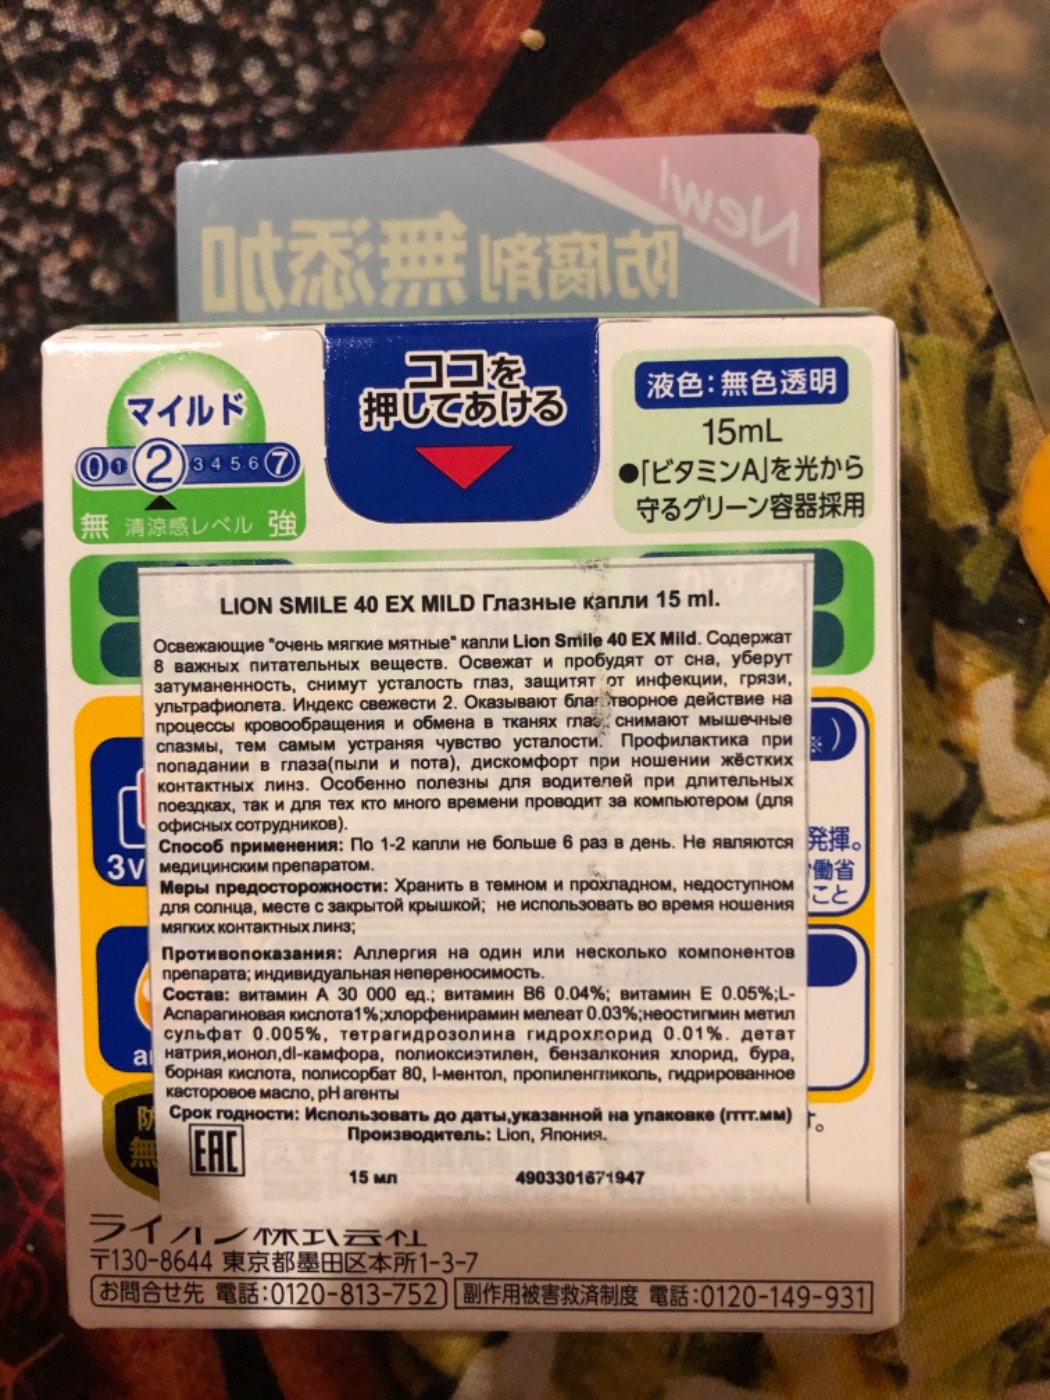 New!
防腐剤無添加
マイルド
0 1 2 3 4 5 6 7
無 清涼感レベル 強
ココを
押してあける
液色:無色透明
15mL
●「ビタミンA」を光から
守るグリーン容器採用
LION SMILE 40 EX MILD Глазные капли 15 ml.
Освежающие "очень мягкие мятные" капли Lion Smile 40 EX Mild. Содержат
8 важных питательных веществ. Освежат и пробудят от сна, уберут
затуманенность, снимут усталость глаз, защитят от инфекции, грязи,
ультрафиолета. Индекс свежести 2. Оказывают благотворное действие на
процессы кровообращения и обмена в тканях глаз, снимают мышечные
спазмы, тем самым устраняя чувство усталости. Профилактика при
попадании в глаза(пыли и пота), дискомфорт при ношении жёстких
контактных линз. Особенно полезны для водителей при длительных
поездках, так и для тех кто много времени проводит за компьютером (для
офисных сотрудников).
Способ применения: По 1-2 капли не больше 6 раз в день. Не являются
медицинским препаратом.
Меры предосторожности: Хранить в темном и прохладном, недоступном
для солнца, месте с закрытой крышкой; не использовать во время ношения
мягких контактных линз;
Противопоказания: Аллергия на один или несколько компонентов
препарата; индивидуальная непереносимость.
Состав: витамин А 30 000 ед.; витамин В6 0.04%; витамин Е 0.05%;L-
Аспарагиновая кислота1%;хлорфенирамин мелеат 0.03%;неостигмин метил
сульфат 0.005%, тетрагидрозолина гидрохлорид 0.01%. детат
натрия,ионол,dl-камфора, полиоксиэтилен, бензалкония хлорид, бура,
борная кислота, полисорбат 80, l-ментол, пропиленгликоль, гидрированное
касторовое масло, pH агенты
Срок годности: Использовать до даты,указанной на упаковке (гггг.мм)
Производитель: Lion, Япония.
EAC
15 мл 4903301671947
発揮。
働省
こと
3v
ライオン株式会社
〒130-8644 東京都墨田区本所1-3-7
お問合せ先 電話:0120-813-752 副作用被害救済制度 電話:0120-149-931